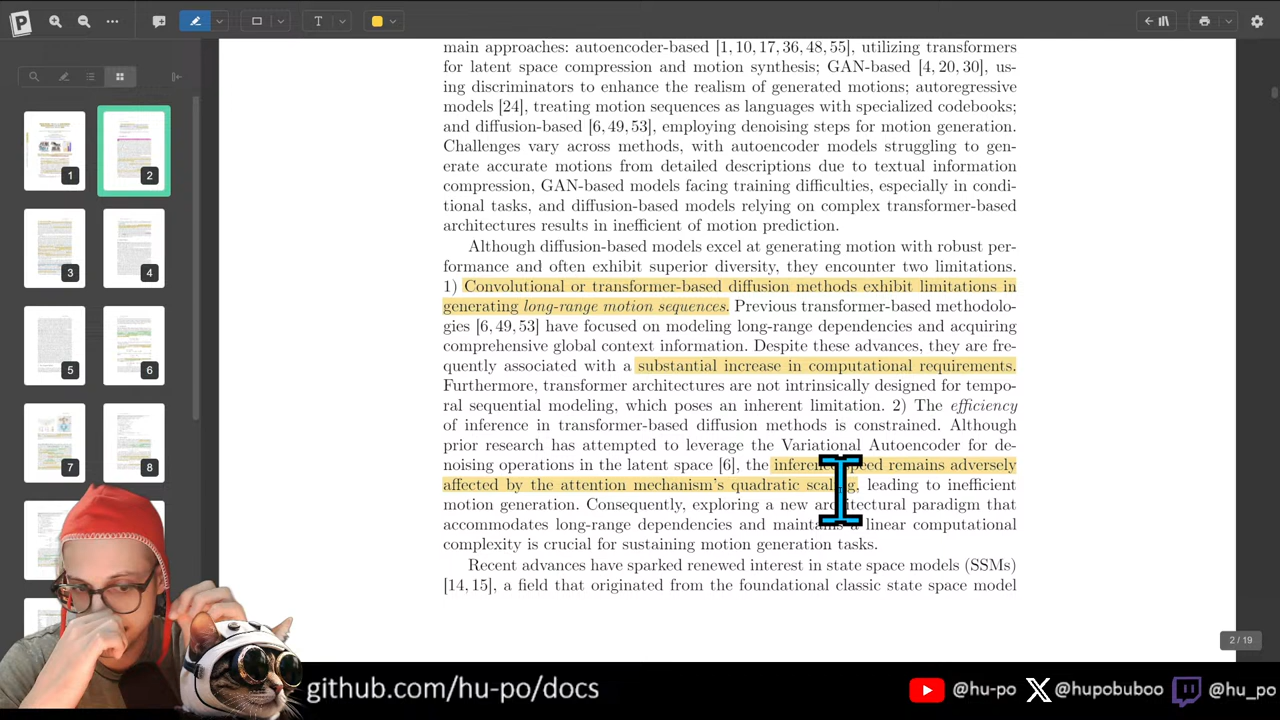 main approaches: autoencoder-based [1, 10, 17, 36, 48, 55], utilizing transformers
for latent space compression and motion synthesis; GAN-based [4, 20, 30], us-
ing discriminators to enhance the realism of generated motions; autoregressive
models [24], treating motion sequences as languages with specialized codebooks;
and diffusion-based [6, 49, 53], employing denoising steps for motion generation.
Challenges vary across methods, with autoencoder models struggling to gen-
erate accurate motions from detailed descriptions due to textual information
compression, GAN-based models facing training difficulties, especially in condi-
tional tasks, and diffusion-based models relying on complex transformer-based
architectures results in inefficient of motion prediction.
Although diffusion-based models excel at generating motion with robust per-
formance and often exhibit superior diversity, they encounter two limitations.
1) Convolutional or transformer-based diffusion methods exhibit limitations in
generating long-range motion sequences. Previous transformer-based methodolo-
gies [6, 49, 53] have focused on modeling long-range dependencies and acquiring
comprehensive global context information. Despite these advances, they are fre-
quently associated with a substantial increase in computational requirements.
Furthermore, transformer architectures are not intrinsically designed for tempo-
ral sequential modeling, which poses an inherent limitation. 2) The efficiency
of inference in transformer-based diffusion methods is constrained. Although
prior research has attempted to leverage the Variational Autoencoder for de-
noising operations in the latent space [6], the inference speed remains adversely
affected by the attention mechanism's quadratic scaling, leading to inefficient
motion generation. Consequently, exploring a new architectural paradigm that
accommodates long-range dependencies and maintains a linear computational
complexity is crucial for sustaining motion generation tasks.
Recent advances have sparked renewed interest in state space models (SSMs)
[14, 15], a field that originated from the foundational classic state space model
T
1
2
3
4
5
6
7
8
2 / 19
github.com/hu-po/docs
@hu-po
@hupobuboo
@hu_po